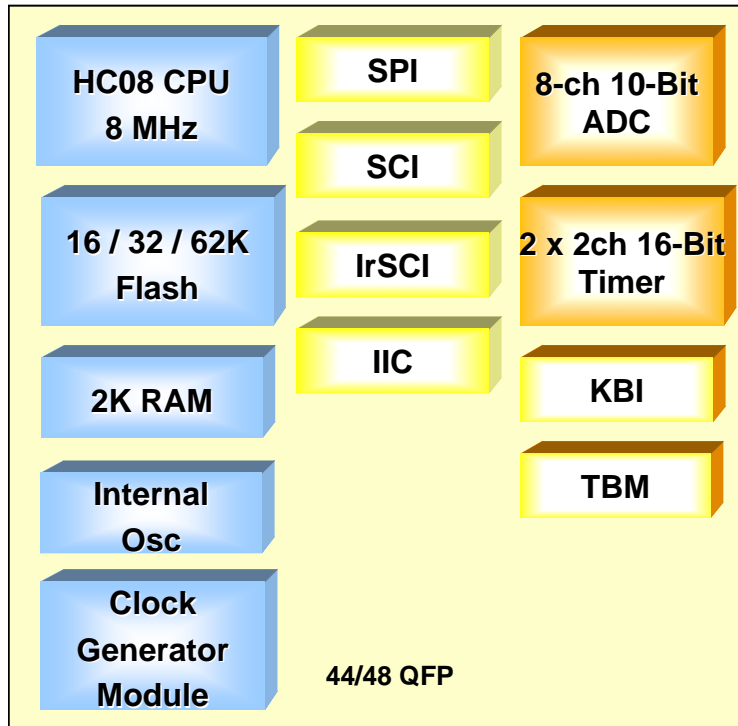 HC08 CPU
8 MHz
16 / 32 / 62K
Flash
2K RAM
Internal
Osc
Clock
Generator
Module
SPI
SCI
IrSCI
IIC
44/48 QFP
8-ch 10-Bit
ADC
2 x 2ch 16-Bit
Timer
KBI
TBM